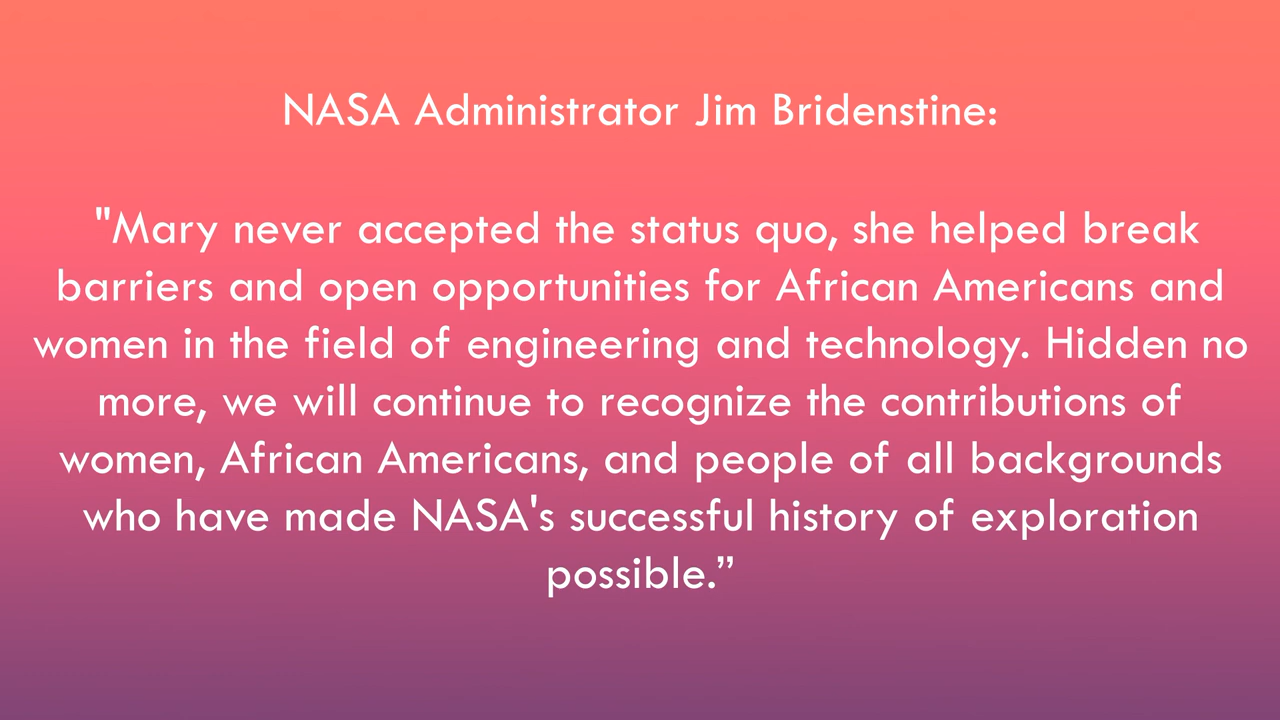 NASA Administrator Jim Bridenstine:
"Mary never accepted the status quo, she helped break
barriers and open opportunities for African Americans and
women in the field of engineering and technology. Hidden no
more, we will continue to recognize the contributions of
women, African Americans, and people of all backgrounds
who have made NASA's successful history of exploration
possible.”